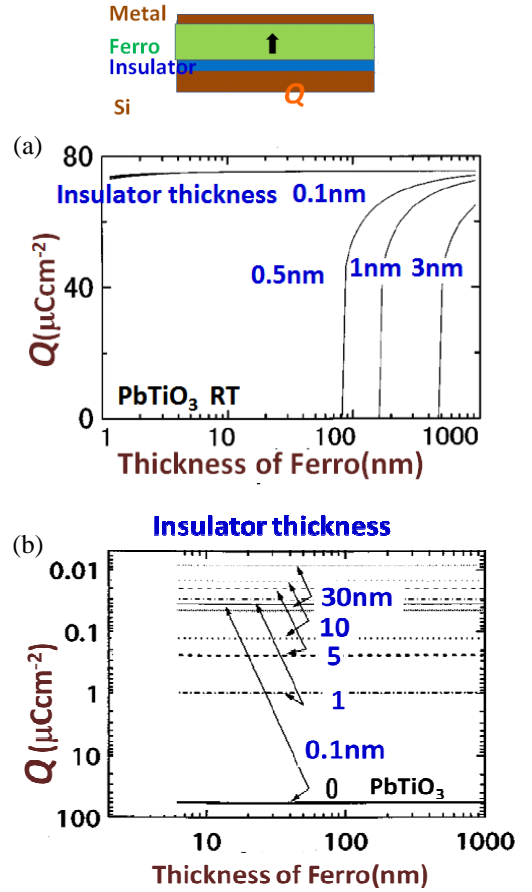 Metal
Ferro
Insulator
Q
Si
(a)
80
Insulator thickness 0.1nm
40
0.5nm 1nm 3nm
Q(μCcm⁻²)
PbTiO₃ RT
0
1 10 100 1000
Thickness of Ferro(nm)
Insulator thickness
(b)
0.01
30nm
0.1
10
5
1
1
Q(μCcm⁻²)
0.1nm
10
0 PbTiO₃
100
10 100 1000
Thickness of Ferro(nm)